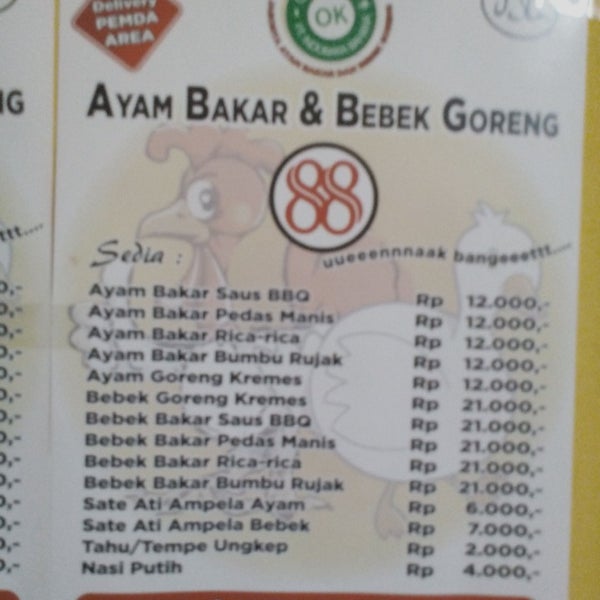 Delivery
PEMDA
AREA
OK
AYAM BAKAR & BEBEK GORENG
88
uueeennnaak bangeeettt....
Sedia :
Ayam Bakar Saus BBQ Rp 12.000,-
Ayam Bakar Pedas Manis Rp 12.000,-
Ayam Bakar Rica-rica Rp 12.000,-
Ayam Bakar Bumbu Rujak Rp 12.000,-
Ayam Goreng Kremes Rp 12.000,-
Bebek Goreng Kremes Rp 21.000,-
Bebek Bakar Saus BBQ Rp 21.000,-
Bebek Bakar Pedas Manis Rp 21.000,-
Bebek Bakar Rica-rica Rp 21.000,-
Bebek Bakar Bumbu Rujak Rp 21.000,-
Sate Ati Ampela Ayam Rp 6.000,-
Sate Ati Ampela Bebek Rp 7.000,-
Tahu/Tempe Ungkep Rp 2.000,-
Nasi Putih Rp 4.000,-